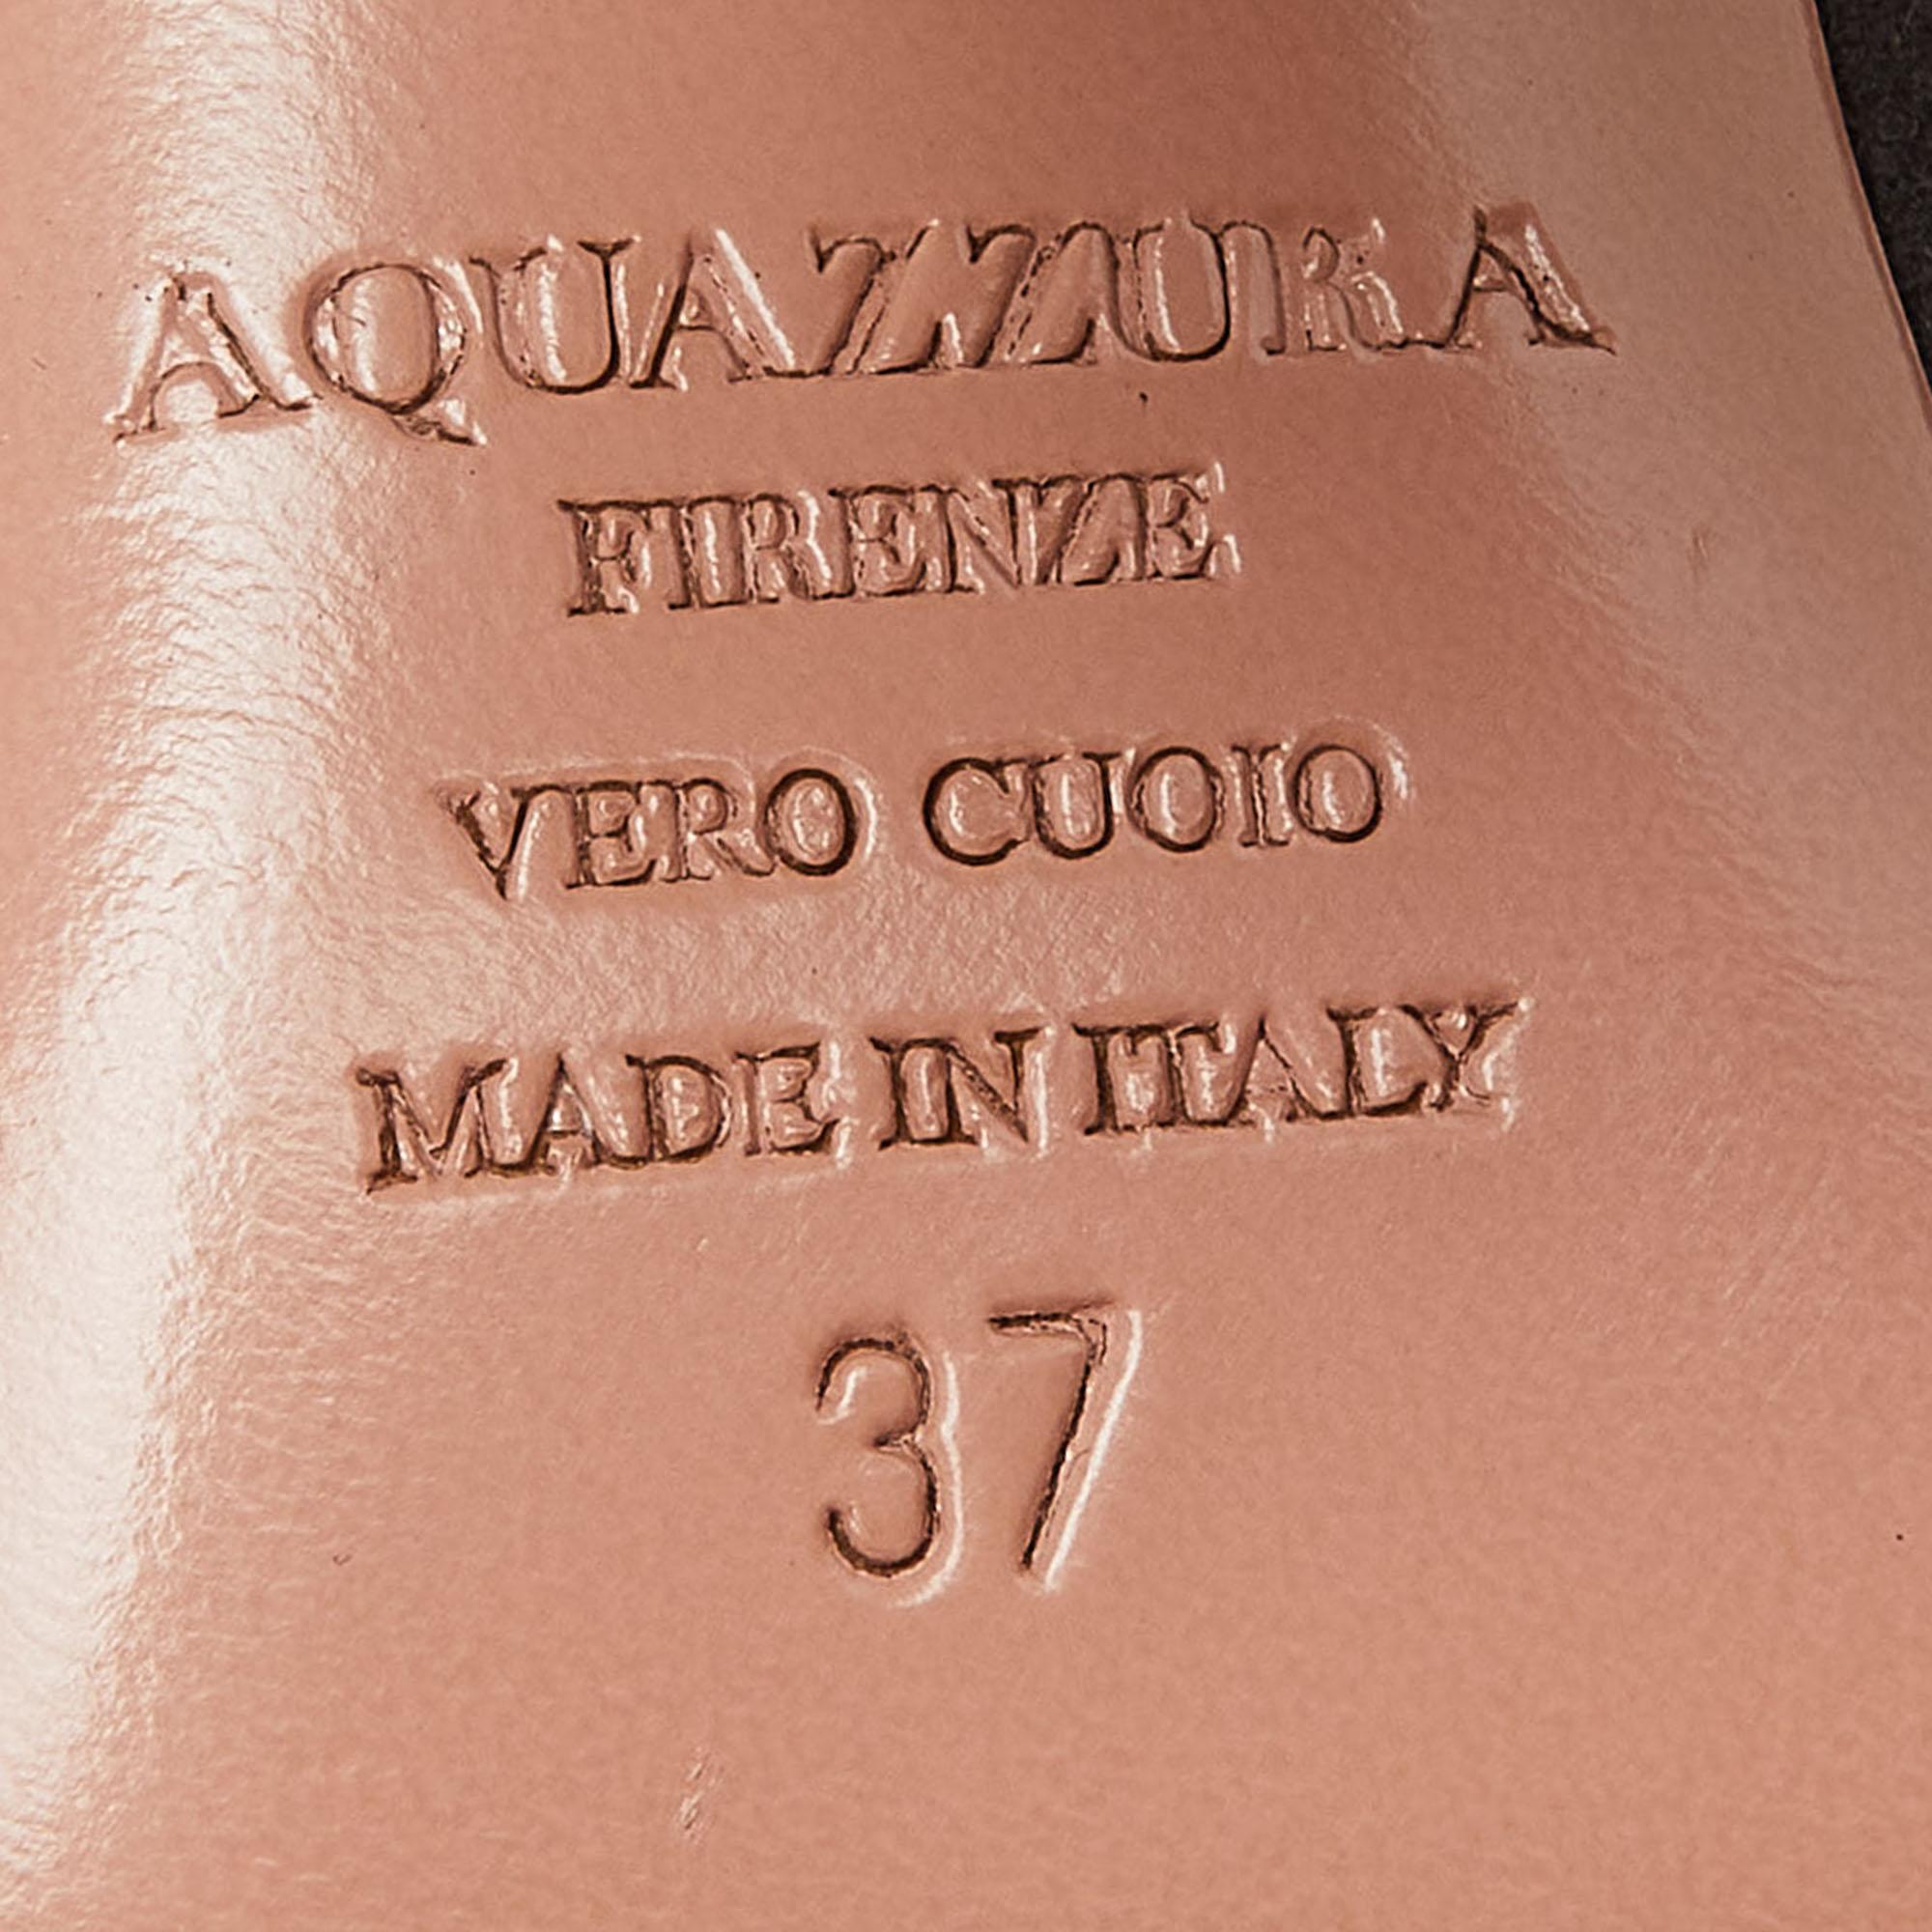 AQUAZZURA
FIRENZE
VERO CUOIO
MADE IN ITALY
37